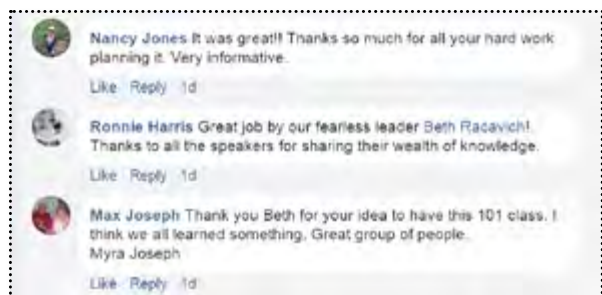 Nancy Jones It was great!! Thanks so much for all your hard work
planning it. Very informative.
Like Reply 1d
Ronnie Harris Great job by our fearless leader Beth Racavich!
Thanks to all the speakers for sharing their wealth of knowledge.
Like Reply 1d
Max Joseph Thank you Beth for your idea to have this 101 class. I
think we all learned something. Great group of people.
Myra Joseph
Like Reply 1d